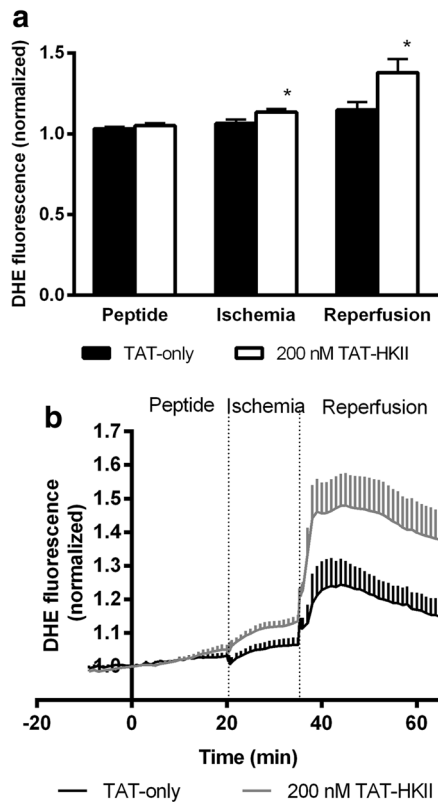 a
DHE fluorescence (normalized)
1.5
1.0
0.5
0.0
*
*
Peptide Ischemia Reperfusion
TAT-only 200 nM TAT-HKII
b
Peptide Ischemia Reperfusion
DHE fluorescence
(normalized)
1.7
1.6
1.5
1.4
1.3
1.2
1.1
1.0
-20 0 20 40 60
Time (min)
TAT-only 200 nM TAT-HKII